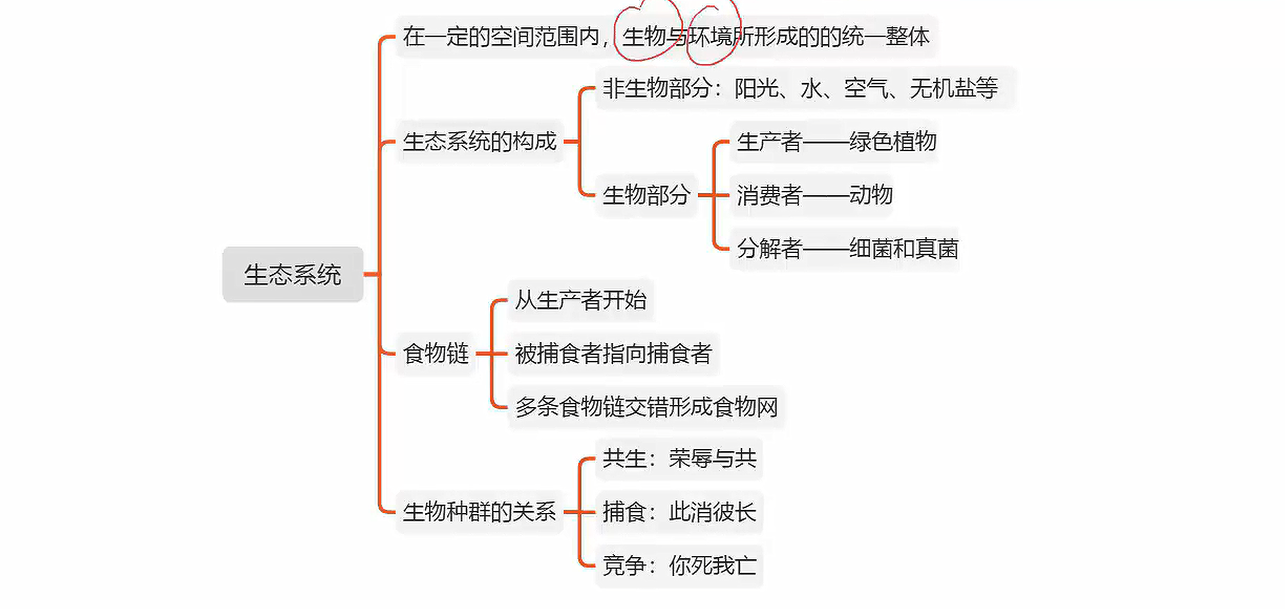 在一定的空间范围内，生物与环境所形成的的统一整体
非生物部分：阳光、水、空气、无机盐等
生态系统的构成
生产者——绿色植物
生物部分
消费者——动物
分解者——细菌和真菌
生态系统
从生产者开始
食物链
被捕食者指向捕食者
多条食物链交错形成食物网
共生：荣辱与共
生物种群的关系
捕食：此消彼长
竞争：你死我亡